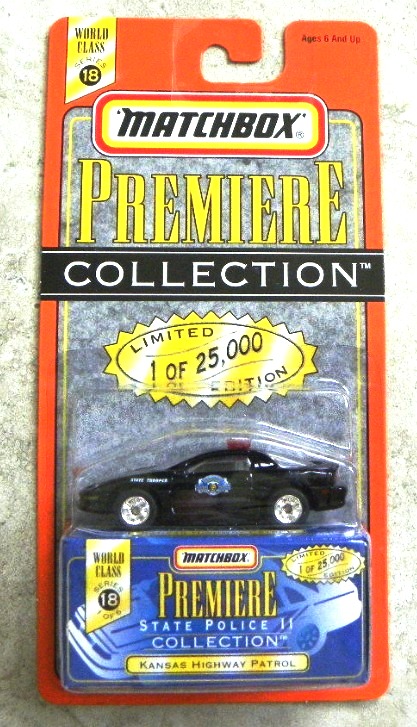 WORLD
CLASS
SERIES
18
Ages 6 And Up
"MATCHBOX"®
PREMIERE
COLLECTION™
LIMITED
1 OF 25,000
EDITION
STATE TROOPER
WORLD
CLASS
SERIES
18
MATCHBOX
LIMITED
1 OF 25,000
PREMIERE
STATE POLICE II
COLLECTION™
KANSAS HIGHWAY PATROL